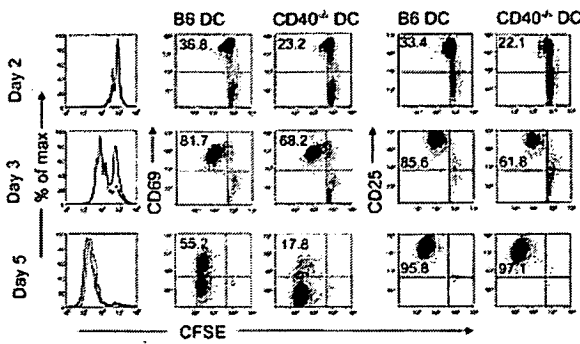 B6 DC CD40-/- DC B6 DC CD40-/- DC
Day 2
36.8 23.2 33.4 22.1
Day 3
% of max
CD69
CD25
81.7 68.2 85.6 61.8
Day 5
55.2 17.8 95.8 97.1
CFSE